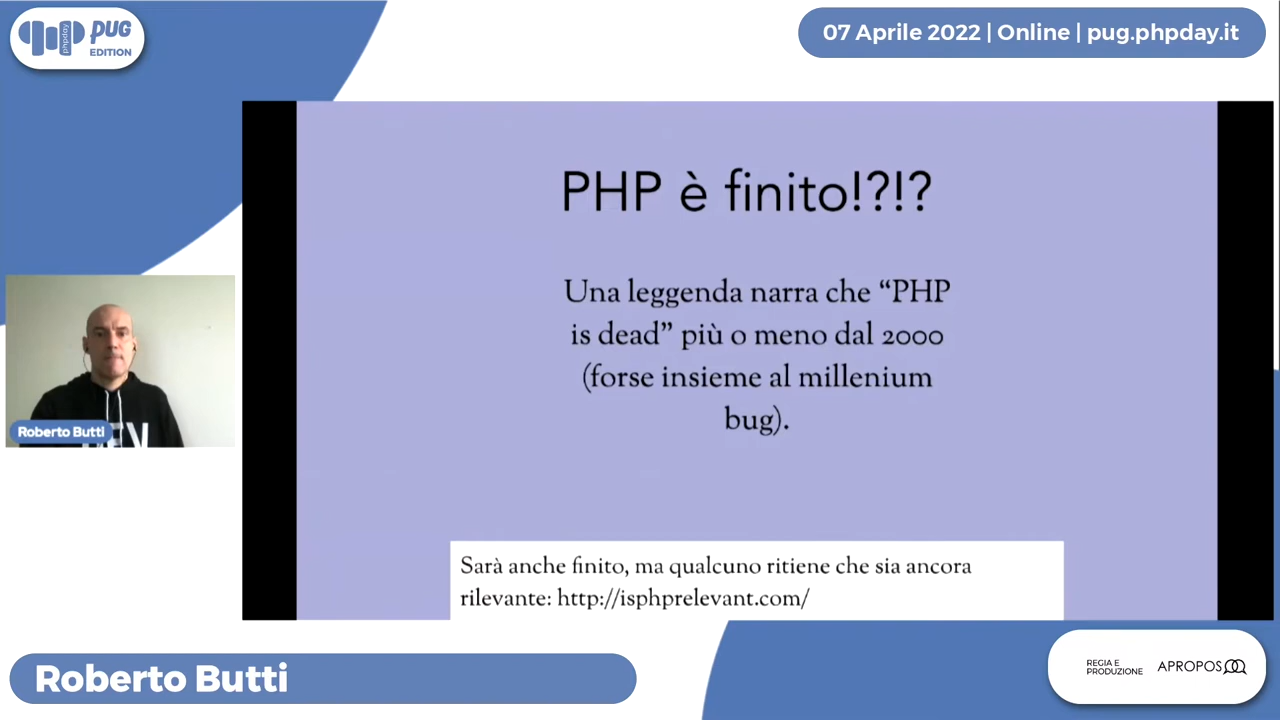 phpday
PUG
EDITION
07 Aprile 2022 | Online | pug.phpday.it
PHP è finito!?!?
Una leggenda narra che “PHP
is dead” più o meno dal 2000
(forse insieme al millenium
bug).
Sarà anche finito, ma qualcuno ritiene che sia ancora
rilevante: http://isphprelevant.com/
Roberto Butti
Roberto Butti
REGIA E
PRODUZIONE
APROPOS